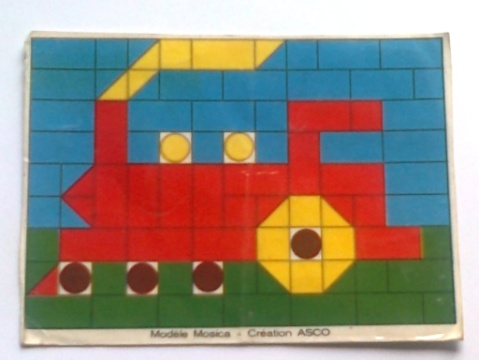 Modèle Mosica - Création ASCO